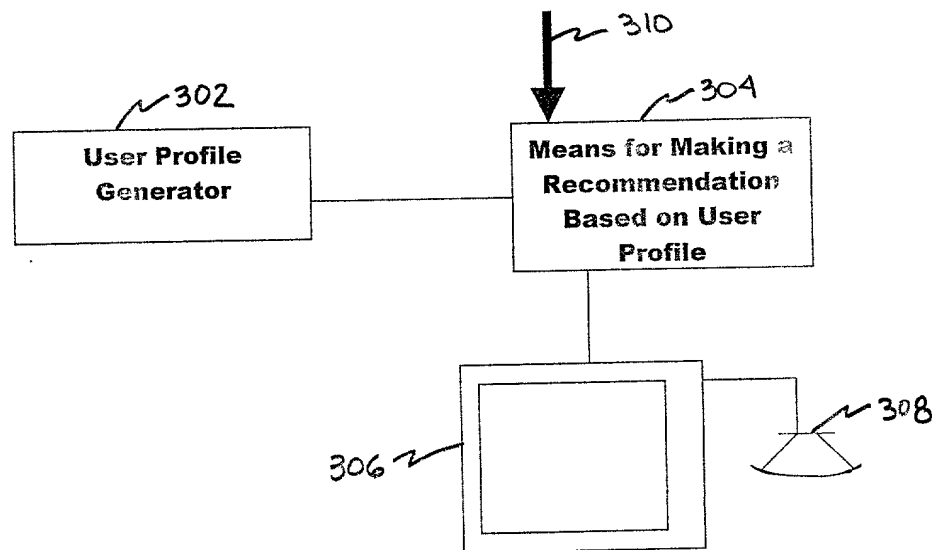 310
302
304
User Profile
Generator
Means for Making a
Recommendation
Based on User
Profile
306
308